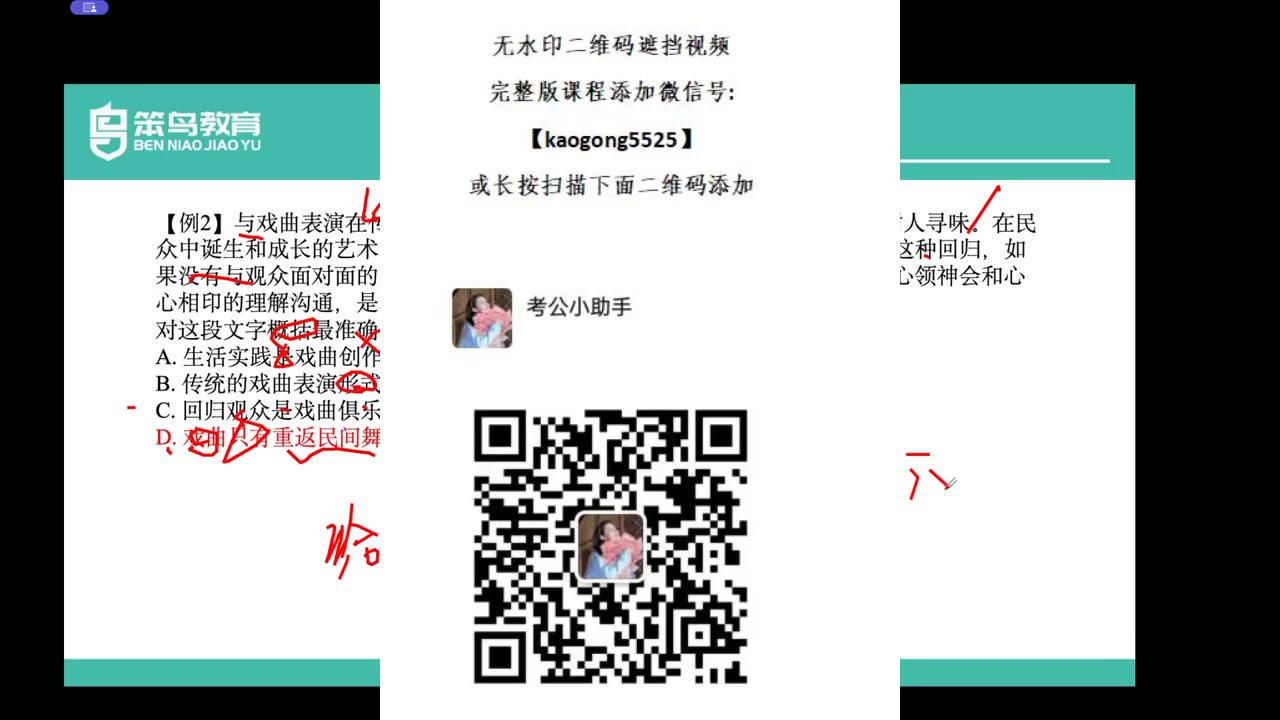 无水印二维码遮挡视频
完整版课程添加微信号:
【kaogong5525】
或长按扫描下面二维码添加
笨鸟教育
BEN NIAO JIAO YU
【例2】与戏曲表演在
人寻味。在民
众中诞生和成长的艺术
这种回归，如
果没有与观众面对面的
心领神会和心
心相印的理解沟通，是
对这段文字概括最准确
A. 生活实践是戏曲创作
B. 传统的戏曲表演形式
C. 回归观众是戏曲俱乐
D. 戏曲只有重返民间舞
考公小助手